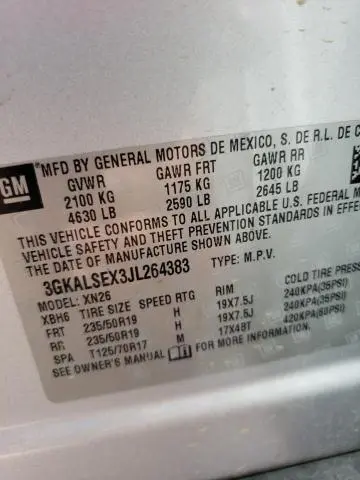 GM
MFD BY GENERAL MOTORS DE MEXICO, S. DE R.L. DE C
GVWR GAWR FRT GAWR RR
2100 KG 1175 KG 1200 KG
4630 LB 2590 LB 2645 LB
THIS VEHICLE CONFORMS TO ALL APPLICABLE U.S. FEDERAL M
VEHICLE SAFETY AND THEFT PREVENTION STANDARDS IN EFFE
THE DATE OF MANUFACTURE SHOWN ABOVE.
3GKALSEX3JL264383 TYPE: M.P.V.
MODEL: XN26
XBH6 TIRE SIZE SPEED RTG RIM COLD TIRE PRESS
FRT 235/50R19 H 19X7.5J 240KPA(35PSI)
RR 235/50R19 H 19X7.5J 240KPA(35PSI)
SPA T125/70R17 M 17X4BT 420KPA(60PSI)
SEE OWNER'S MANUAL FOR MORE INFORMATION.